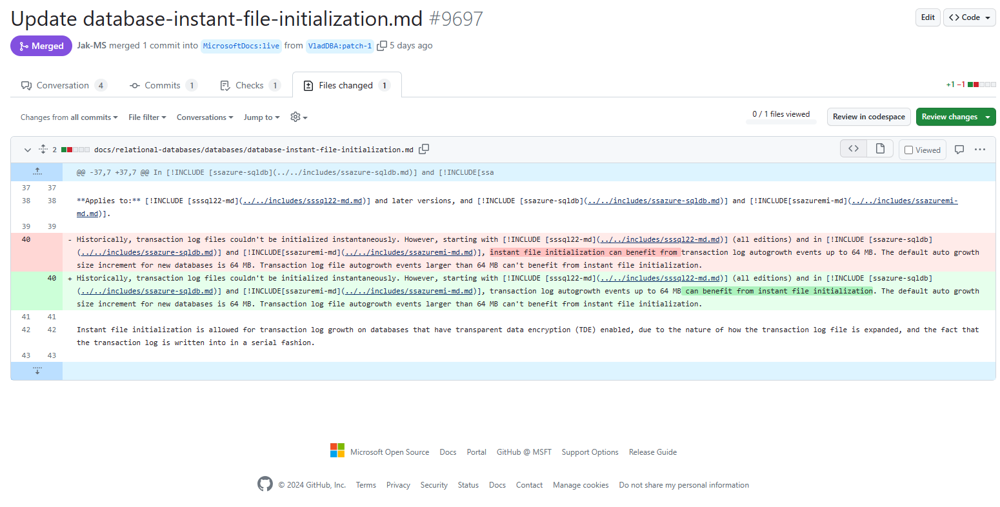 Update database-instant-file-initialization.md #9697
Edit
<> Code
Merged
Jak-MS merged 1 commit into MicrosoftDocs:live from VladDBA:patch-1 5 days ago
Conversation 4
Commits 1
Checks 1
Files changed 1
+1 −1
Changes from all commits
File filter
Conversations
Jump to
0 / 1 files viewed
Review in codespace
Review changes
2 docs/relational-databases/databases/database-instant-file-initialization.md
<> Viewed
@@ -37,7 +37,7 @@ In [!INCLUDE [ssazure-sqldb](../../includes/ssazure-sqldb.md)] and [!INCLUDE[ssa
37 37
38 38 **Applies to:** [!INCLUDE [sssql22-md](../../includes/sssql22-md.md)] and later versions, and [!INCLUDE [ssazure-sqldb](../../includes/ssazure-sqldb.md)] and [!INCLUDE[ssazuremi-md](../../includes/ssazuremi-
md.md)].
39 39
40 - Historically, transaction log files couldn't be initialized instantaneously. However, starting with [!INCLUDE [sssql22-md](../../includes/sssql22-md.md)] (all editions) and in [!INCLUDE [ssazure-sqldb]
(../../includes/ssazure-sqldb.md)] and [!INCLUDE[ssazuremi-md](../../includes/ssazuremi-md.md)], instant file initialization can benefit from transaction log autogrowth events up to 64 MB. The default auto growth
size increment for new databases is 64 MB. Transaction log file autogrowth events larger than 64 MB can't benefit from instant file initialization.
40 + Historically, transaction log files couldn't be initialized instantaneously. However, starting with [!INCLUDE [sssql22-md](../../includes/sssql22-md.md)] (all editions) and in [!INCLUDE [ssazure-sqldb]
(../../includes/ssazure-sqldb.md)] and [!INCLUDE[ssazuremi-md](../../includes/ssazuremi-md.md)], transaction log autogrowth events up to 64 MB can benefit from instant file initialization. The default auto growth
size increment for new databases is 64 MB. Transaction log file autogrowth events larger than 64 MB can't benefit from instant file initialization.
41 41
42 42 Instant file initialization is allowed for transaction log growth on databases that have transparent data encryption (TDE) enabled, due to the nature of how the transaction log file is expanded, and the fact that
the transaction log is written into in a serial fashion.
43 43
Microsoft Open Source Docs Portal GitHub @ MSFT Support Options Release Guide
© 2024 GitHub, Inc. Terms Privacy Security Status Docs Contact Manage cookies Do not share my personal information